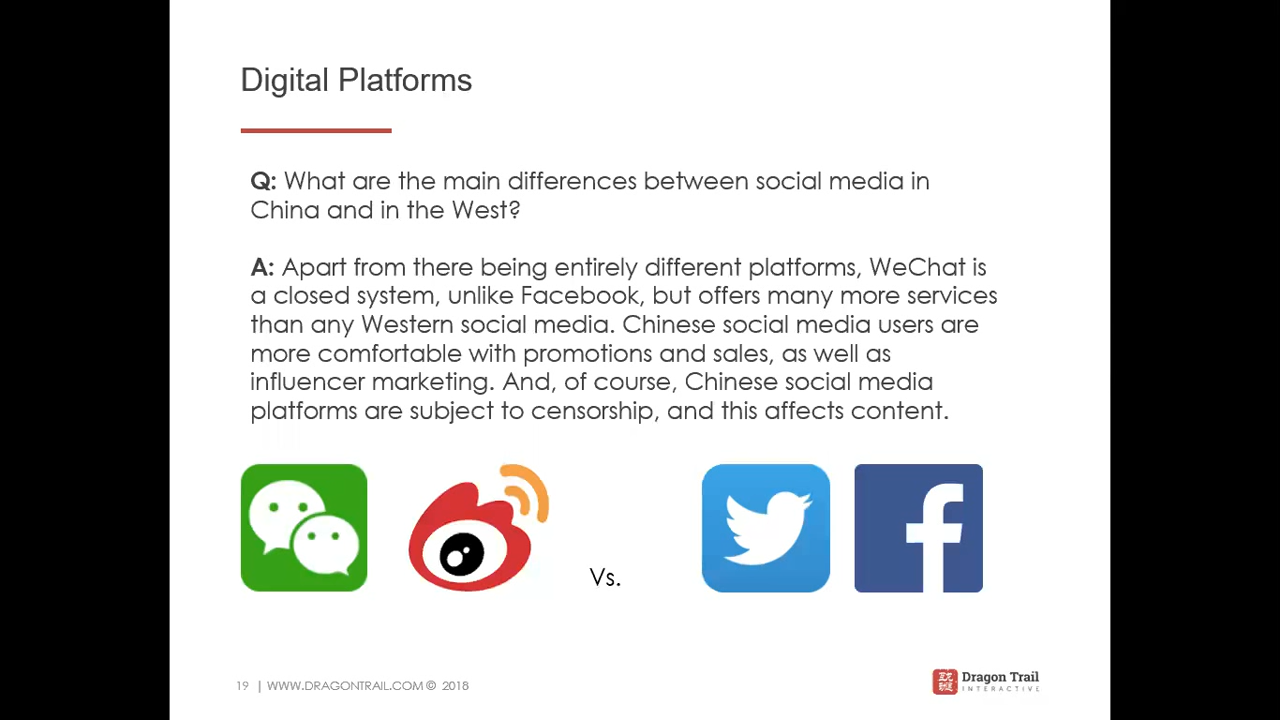 Digital Platforms
Q: What are the main differences between social media in
China and in the West?
A: Apart from there being entirely different platforms, WeChat is
a closed system, unlike Facebook, but offers many more services
than any Western social media. Chinese social media users are
more comfortable with promotions and sales, as well as
influencer marketing. And, of course, Chinese social media
platforms are subject to censorship, and this affects content.
Vs.
19 | WWW.DRAGONTRAIL.COM © 2018
Dragon Trail
INTERACTIVE